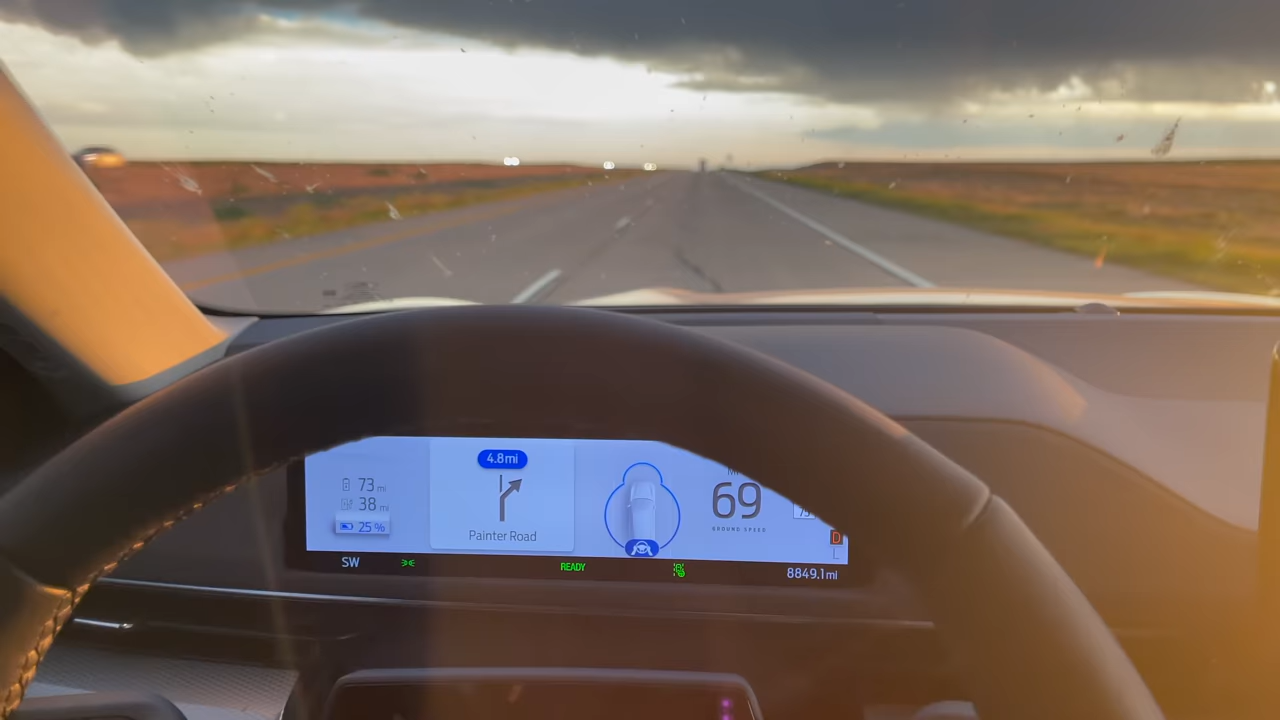 73 mi
38 mi
25 %
4.8mi
Painter Road
69
GROUND SPEED
D
L
SW
READY
8849.1mi